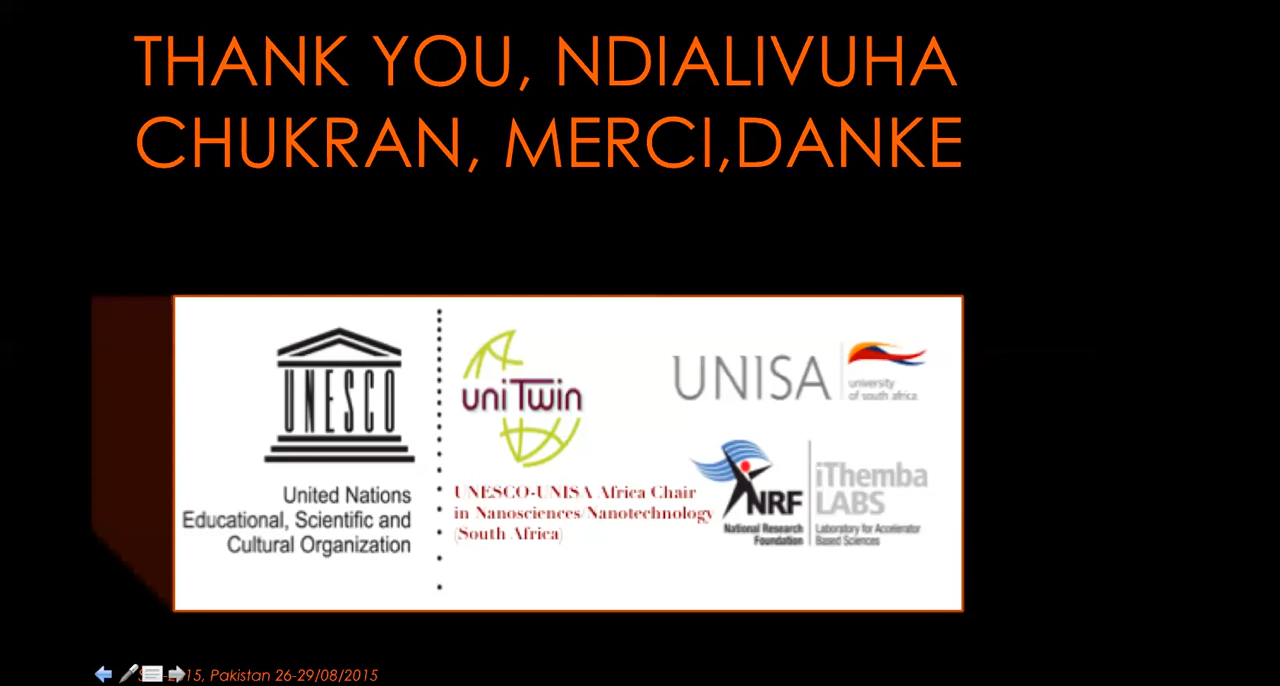 THANK YOU, NDIALIVUHA
CHUKRAN, MERCI,DANKE
UNESCO
United Nations
Educational, Scientific and
Cultural Organization
uniTwin
UNESCO-UNISA Africa Chair
in Nanosciences/Nanotechnology
(South Africa)
UNISA
university
of south africa
NRF
National Research
Foundation
iThemba
LABS
Laboratory for Accelerator
Based Sciences
Pakistan 26-29/08/2015